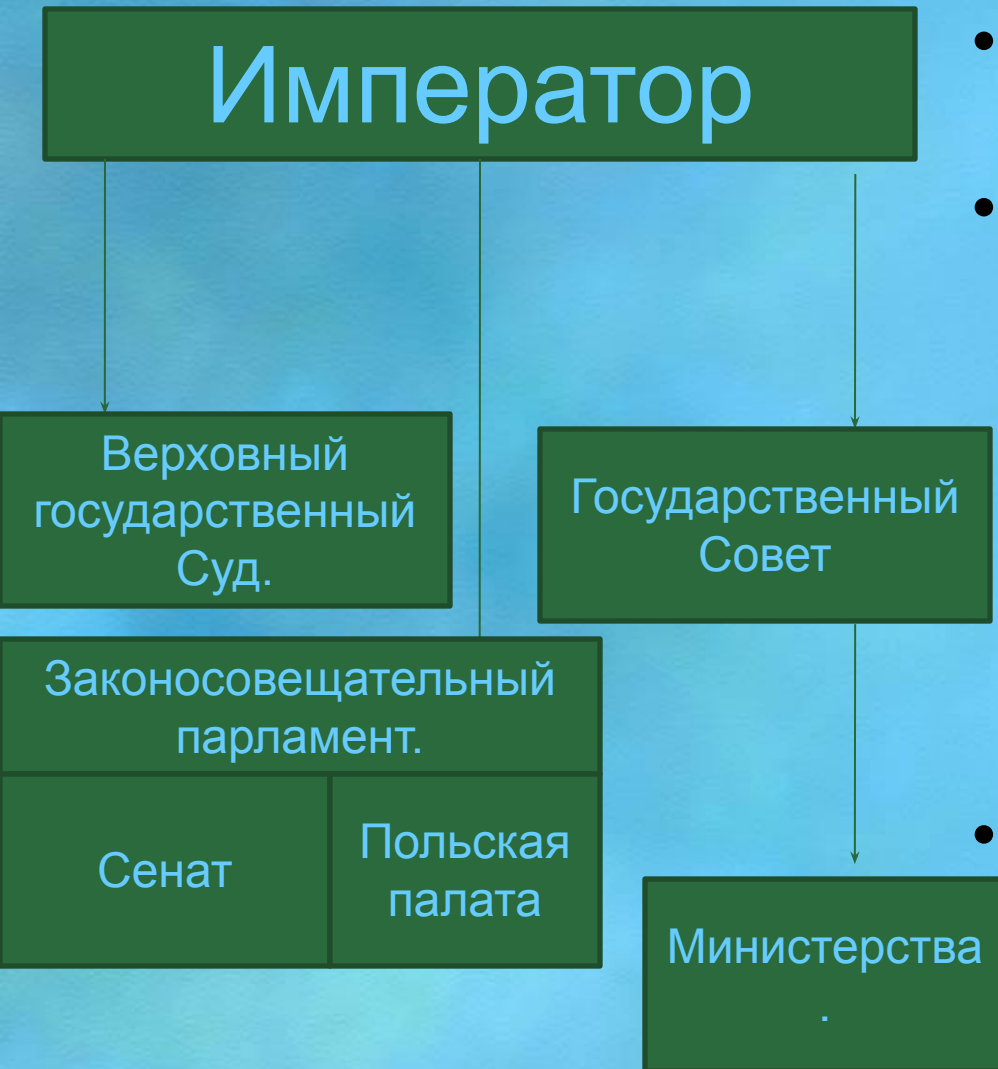 Император
Верховный
государственный
Суд.
Государственный
Совет
Законосовещательный
парламент.
Сенат
Польская
палата
Министерства
.